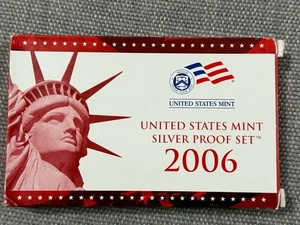 UNITED STATES MINT
UNITED STATES MINT
SILVER PROOF SET™
2006